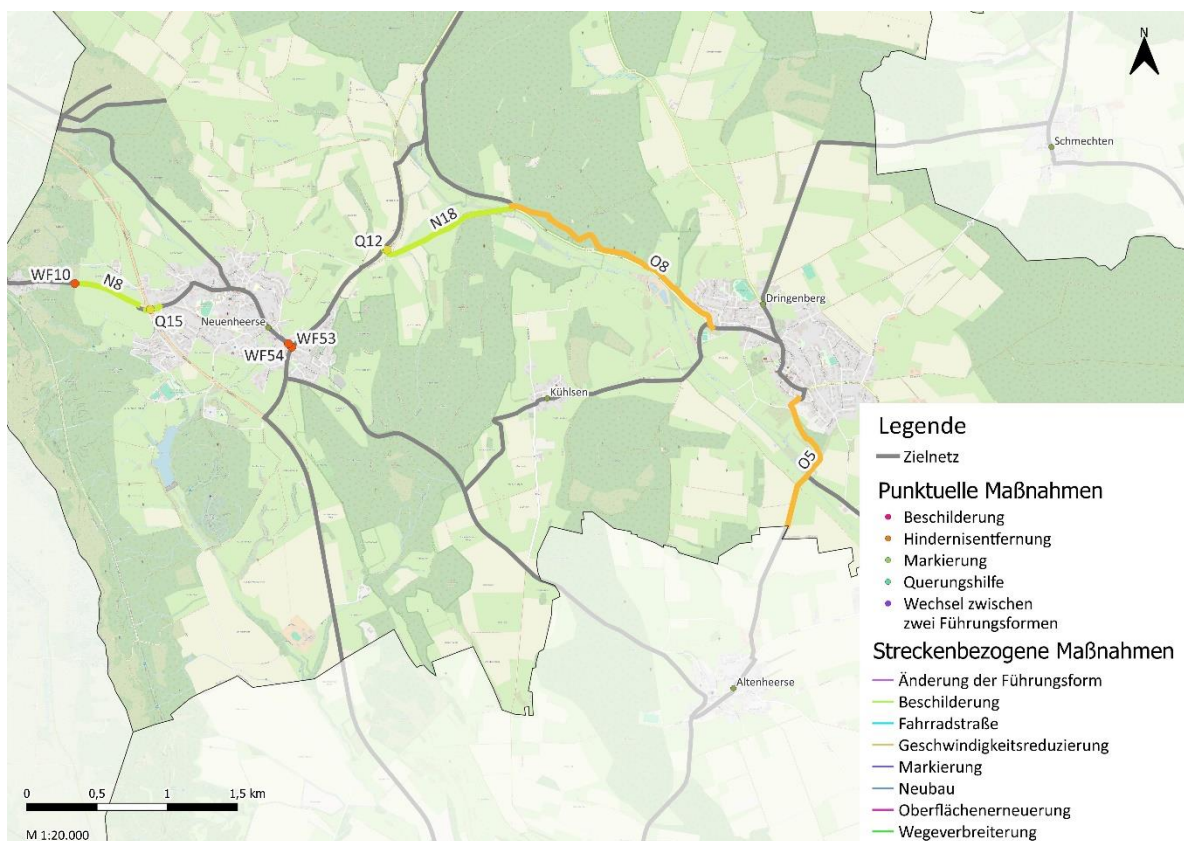 N
Schmechten
N18
Q12
O8
WF10
N8
Q15
Dringenberg
Neuenheerse
WF53
WF54
Kühlsen
O5
Altenheerse
Legende
Zielnetz
Punktuelle Maßnahmen
Beschilderung
Hindernisentfernung
Markierung
Querungshilfe
Wechsel zwischen
zwei Führungsformen
Streckenbezogene Maßnahmen
Änderung der Führungsform
Beschilderung
Fahrradstraße
Geschwindigkeitsreduzierung
Markierung
Neubau
Oberflächenerneuerung
Wegeverbreiterung
0 0,5 1 1,5 km
M 1:20.000